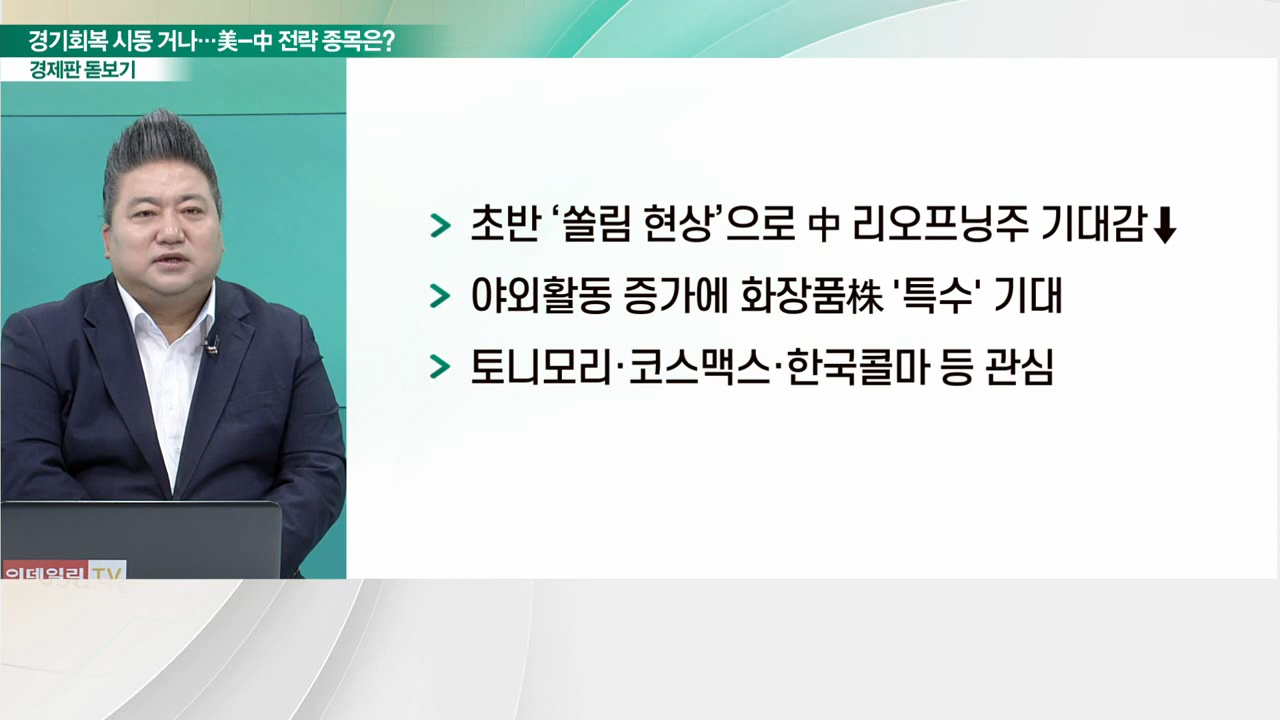 경기회복 시동 거나…美-中 전략 종목은?
경제판 돋보기
초반 ‘쏠림 현상’으로 中 리오프닝주 기대감⬇
야외활동 증가에 화장품株 '특수' 기대
토니모리·코스맥스·한국콜마 등 관심
이데일리TV